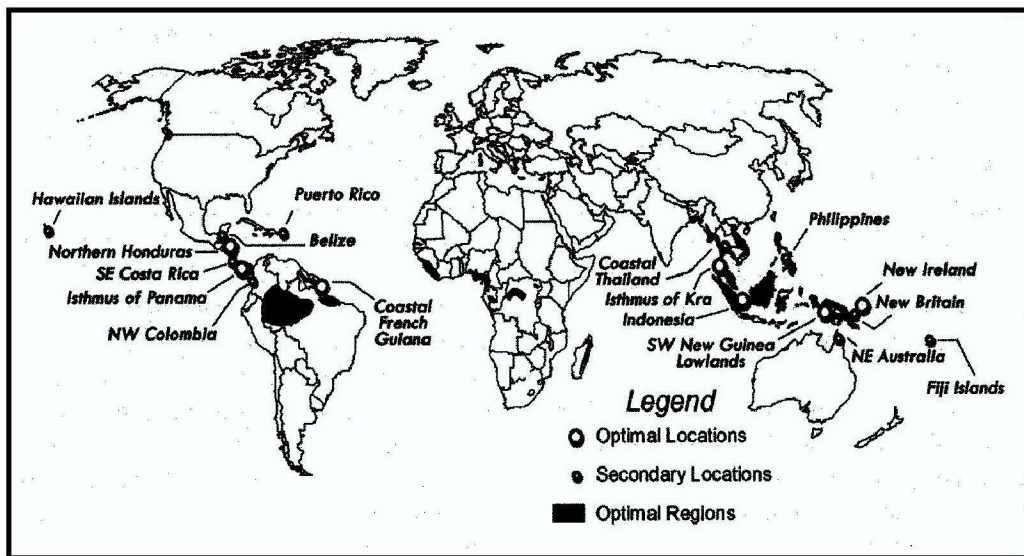 Hawaiian Islands
Puerto Rico
Northern Honduras
Belize
SE Costa Rica
Isthmus of Panama
NW Colombia
Coastal
French
Guiana
Philippines
Coastal
Thailand
Isthmus of Kra
Indonesia
New Ireland
New Britain
SW New Guinea
Lowlands
NE Australia
Fiji Islands
Legend
Optimal Locations
Secondary Locations
Optimal Regions